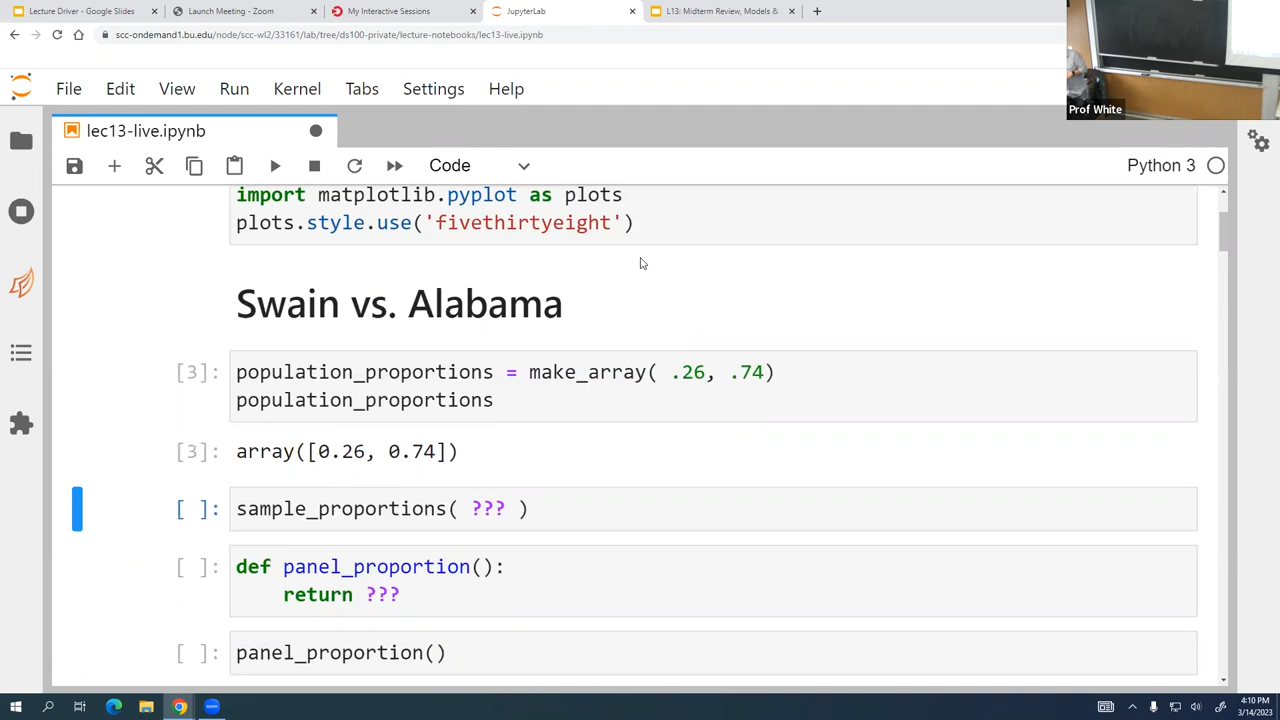 Lecture Driver - Google Slides
Launch Meeting - Zoom
My Interactive Sessions
JupyterLab
L13: Midterm Review, Models &
scc-ondemand1.bu.edu/node/scc-wl2/33161/lab/tree/ds100-private/lecture-notebooks/lec13-live.ipynb
Prof White
File Edit View Run Kernel Tabs Settings Help
lec13-live.ipynb
Code
Python 3
import matplotlib.pyplot as plots
plots.style.use('fivethirtyeight')
Swain vs. Alabama
[3]: population_proportions = make_array( .26, .74)
population_proportions
[3]: array([0.26, 0.74])
[ ]: sample_proportions( ??? )
[ ]: def panel_proportion():
return ???
[ ]: panel_proportion()
4:10 PM
3/14/2023